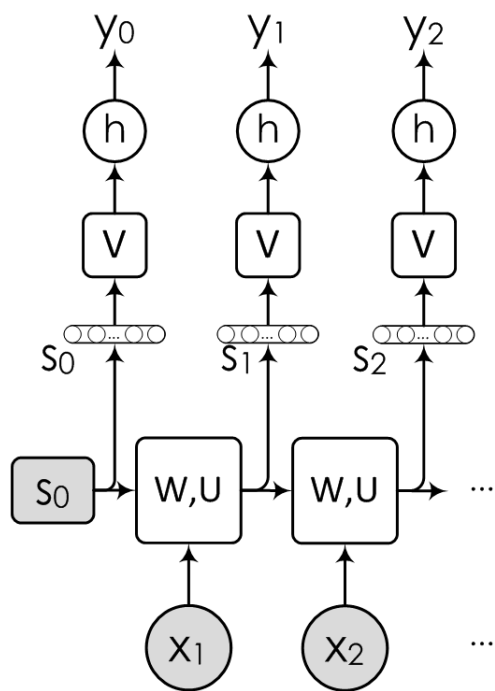 y0 y1 y2
h h h
V V V
... ... ...
s0 s1 s2
s0 W,U W,U ...
x1 x2 ...